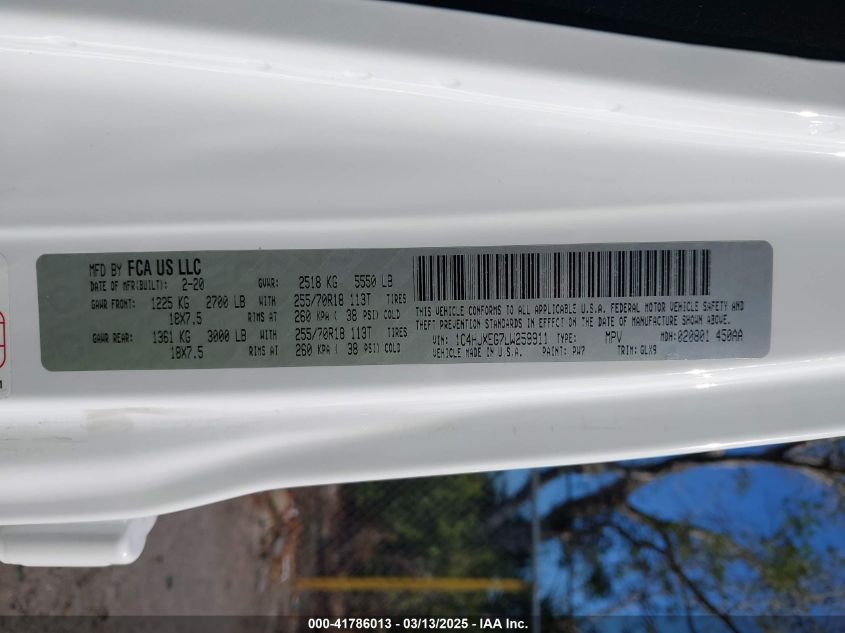 MFD BY FCA US LLC
DATE OF MFR(BUILT): 2-20 GVWR: 2518 KG 5550 LB
GAWR FRONT: 1225 KG 2700 LB WITH 255/70R18 113T TIRES
18X7.5 RIMS AT 260 KPA ( 38 PSI) COLD
GAWR REAR: 1361 KG 3000 LB WITH 255/70R18 113T TIRES
18X7.5 RIMS AT 260 KPA ( 38 PSI) COLD
THIS VEHICLE CONFORMS TO ALL APPLICABLE U.S.A. FEDERAL MOTOR VEHICLE SAFETY AND
THEFT PREVENTION STANDARDS IN EFFECT ON THE DATE OF MANUFACTURE SHOWN ABOVE.
VIN: 1C4HJXEG7LW259911 TYPE: MPV MDH: 020801 450AA
VEHICLE MADE IN U.S.A. PAINT: PW7 TRIM: GLX9
000-41786013 - 03/13/2025 - IAA Inc.